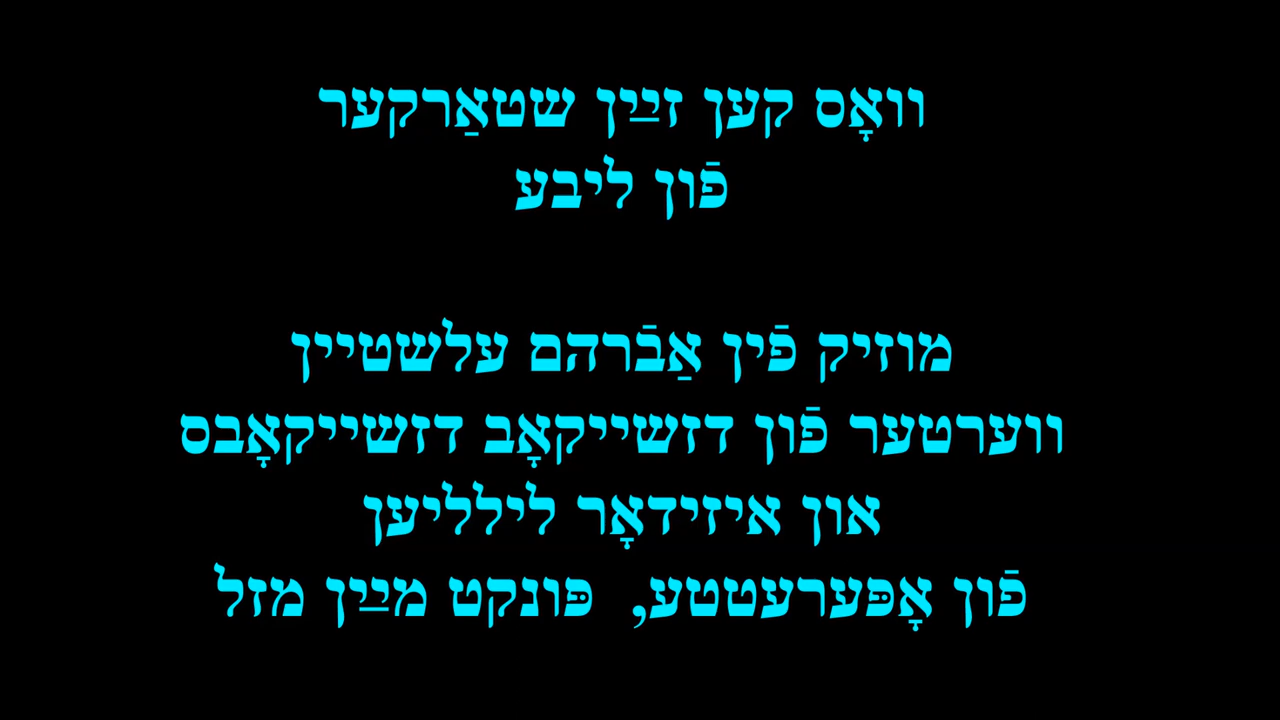 וואָס קען זײַן שטאַרקער
פֿון ליבע
מוזיק פֿין אַבֿרהם עלשטיין
ווערטער פֿון דזשייקאָב דזשייקאָבס
און איזידאָר לילליען
פֿון אָפּערעטטע, פּונקט מײַן מזל